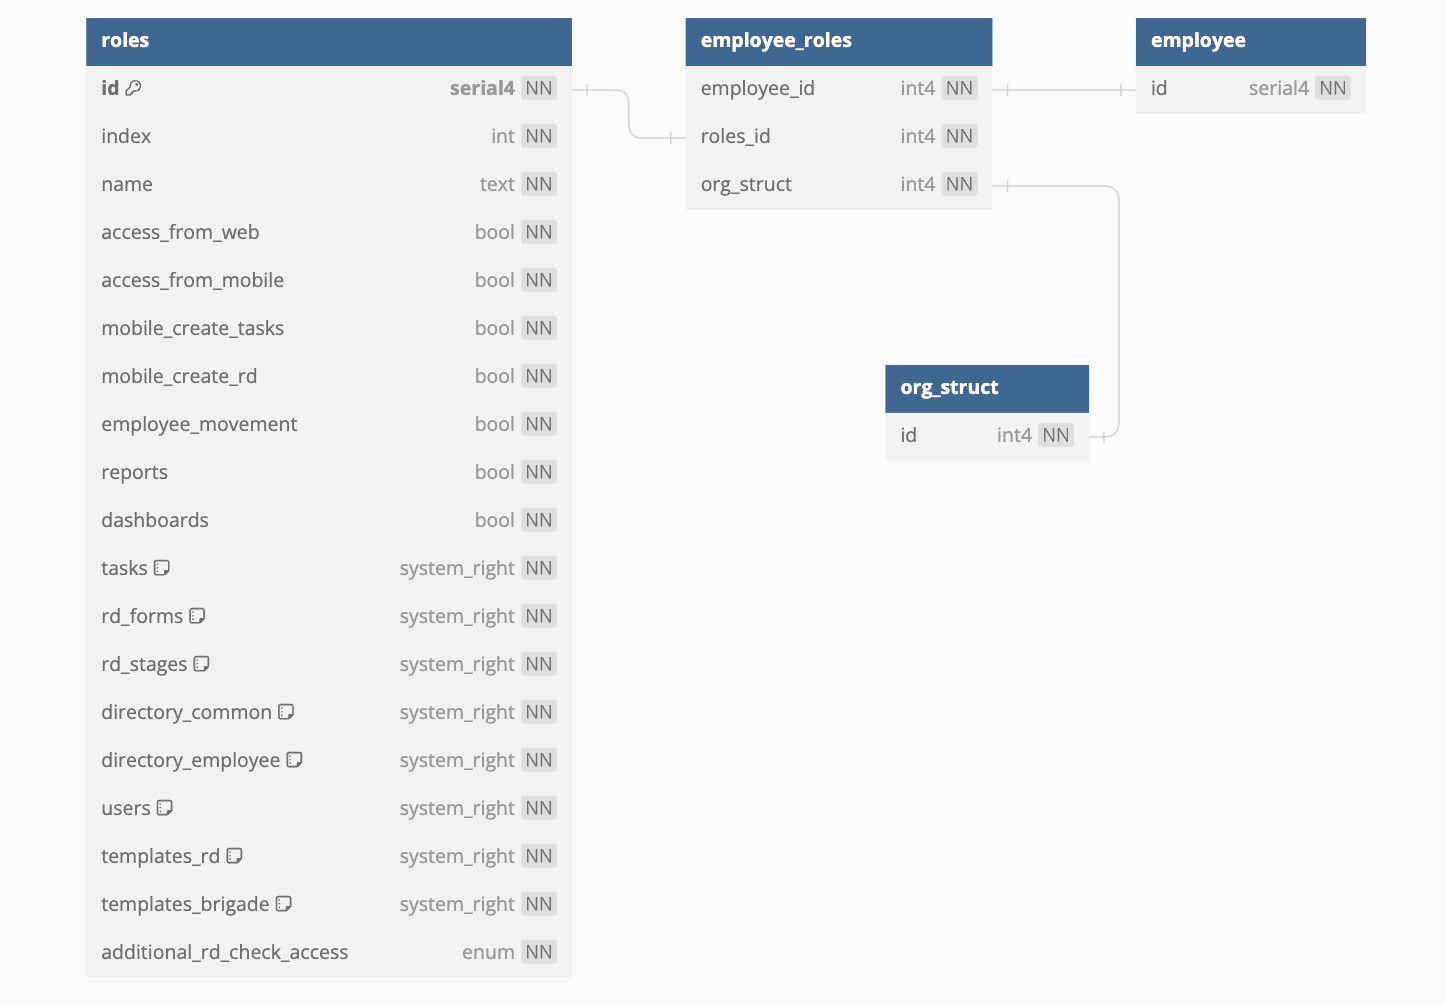 roles
id serial4 NN
index int NN
name text NN
access_from_web bool NN
access_from_mobile bool NN
mobile_create_tasks bool NN
mobile_create_rd bool NN
employee_movement bool NN
reports bool NN
dashboards bool NN
tasks system_right NN
rd_forms system_right NN
rd_stages system_right NN
directory_common system_right NN
directory_employee system_right NN
users system_right NN
templates_rd system_right NN
templates_brigade system_right NN
additional_rd_check_access enum NN
employee_roles
employee_id int4 NN
roles_id int4 NN
org_struct int4 NN
employee
id serial4 NN
org_struct
id int4 NN